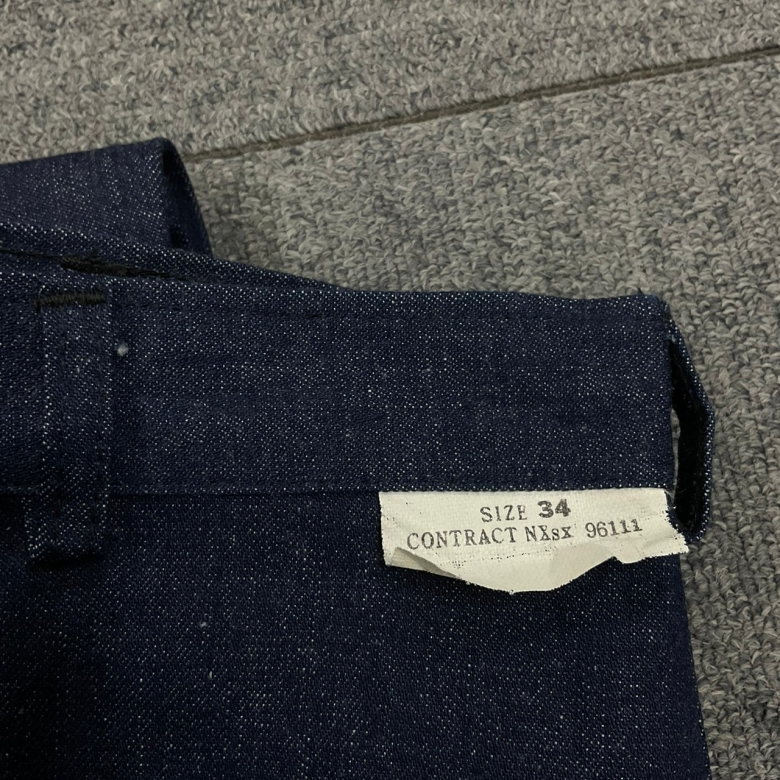 SIZE 34
CONTRACT NXsx 96111